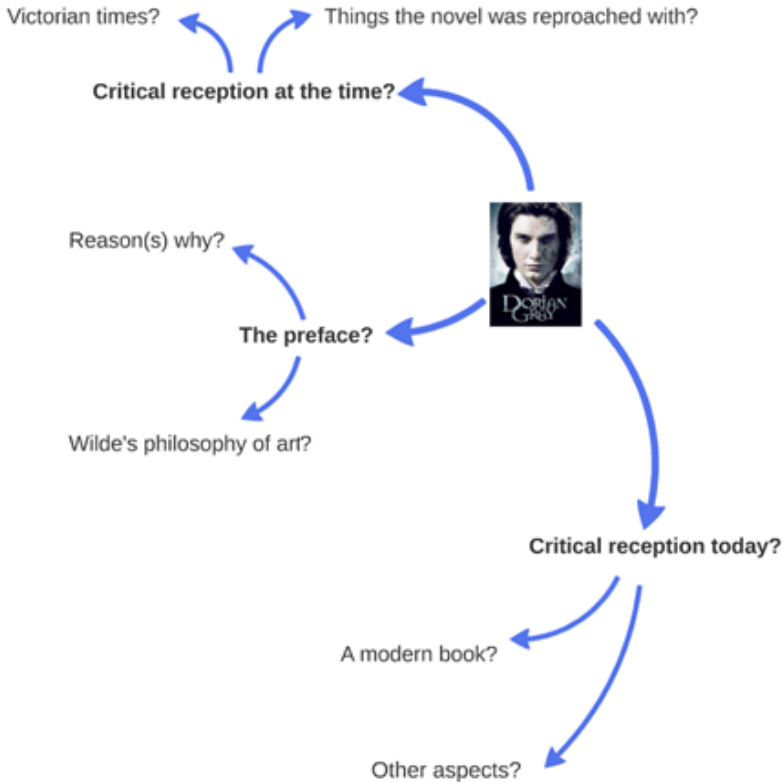 Victorian times?
Things the novel was reproached with?
Critical reception at the time?
Reason(s) why?
DORIAN
GRAY
The preface?
Wilde's philosophy of art?
Critical reception today?
A modern book?
Other aspects?